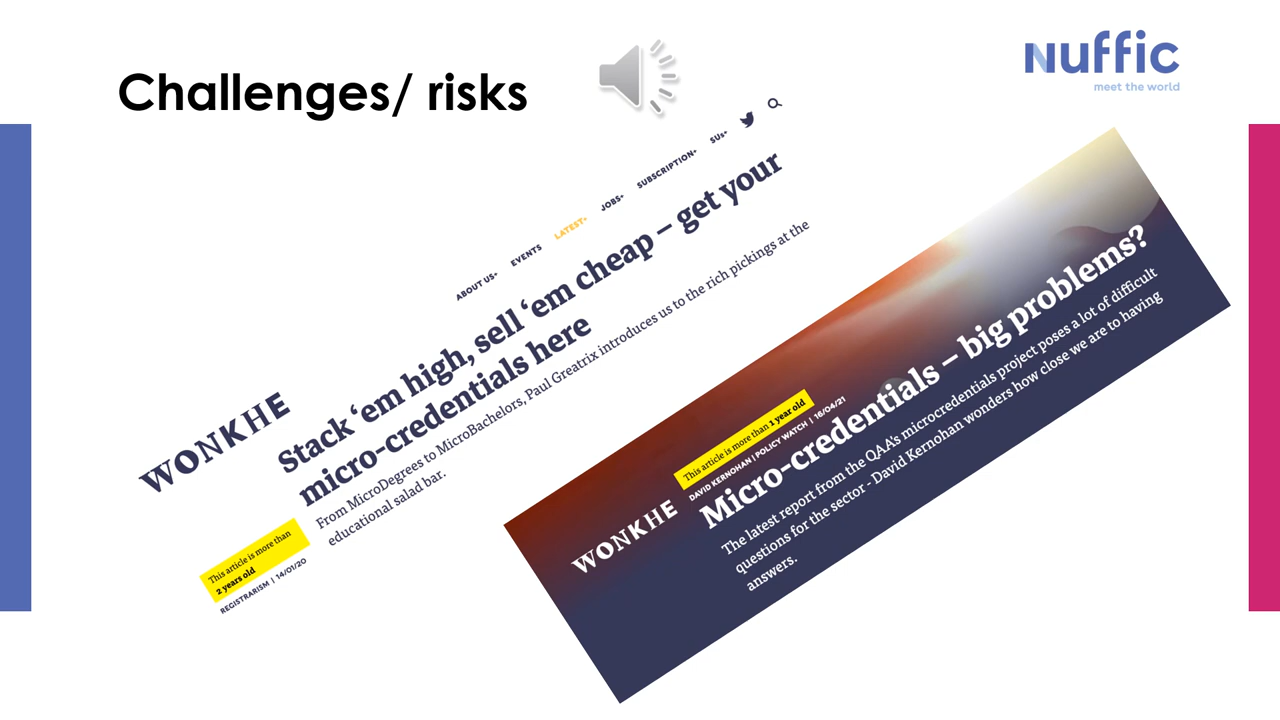 Challenges/ risks
Nuffic
meet the world
ABOUT US+ EVENTS LATEST+ JOBS+ SUBSCRIPTION+ SUs+
WONKHE
Stack ‘em high, sell ‘em cheap – get your
micro-credentials here
From MicroDegrees to MicroBachelors, Paul Greatrix introduces us to the rich pickings at the
educational salad bar.
This article is more than
2 years old
REGISTRARISM | 14/01/20
WONKHE
This article is more than 1 year old
DAVID KERNOHAN | POLICY WATCH | 16/04/21
Micro-credentials – big problems?
The latest report from the QAA's microcredentials project poses a lot of difficult
questions for the sector - David Kernohan wonders how close we are to having
answers.